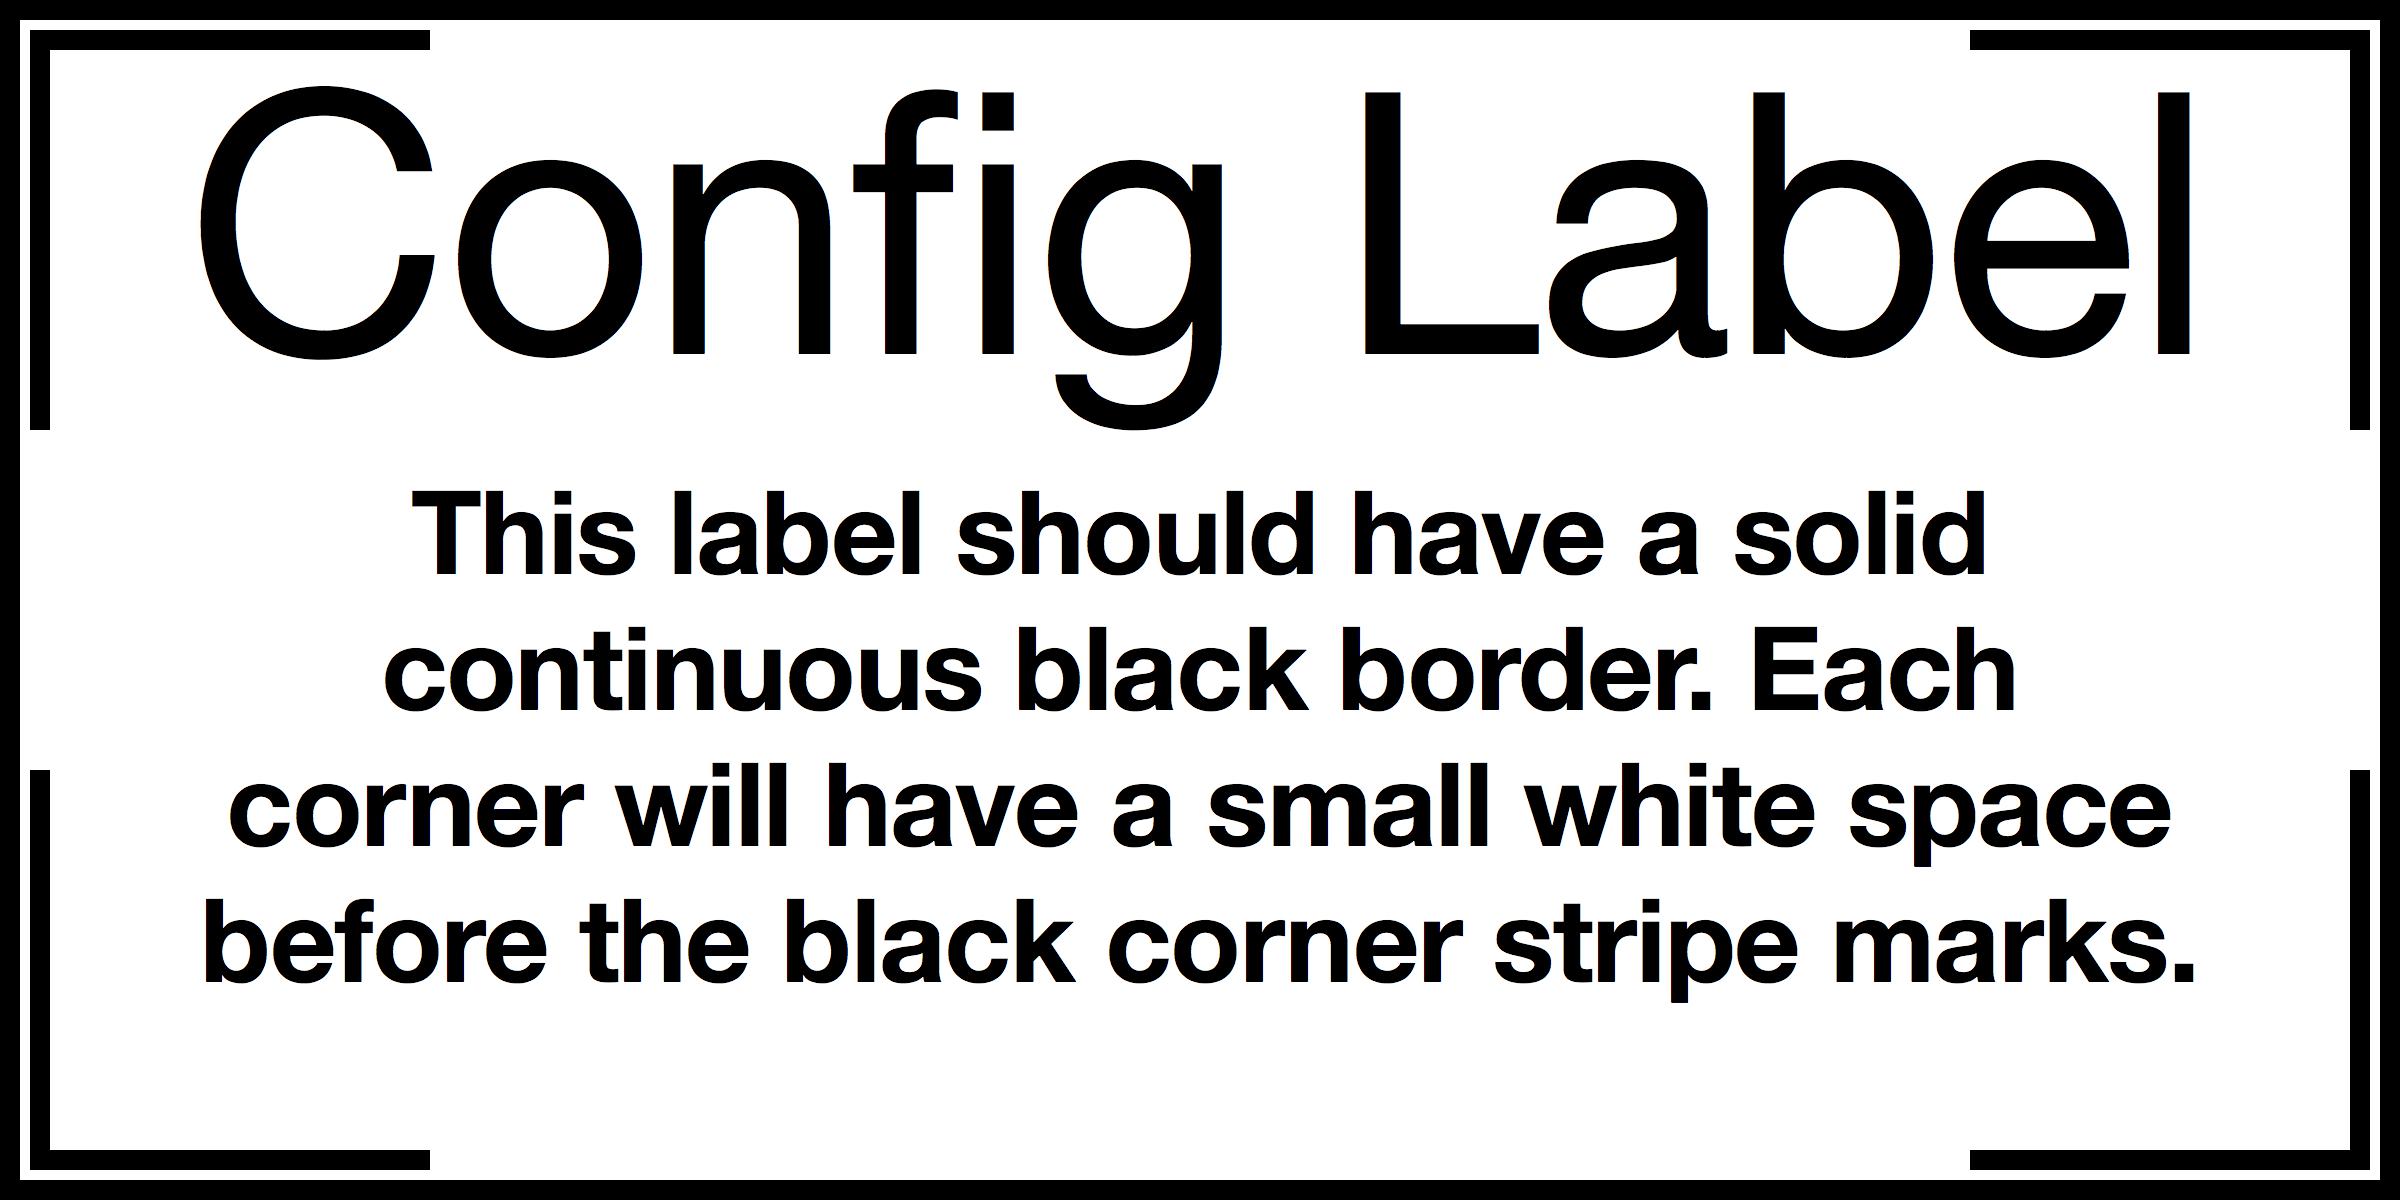 Config Label
This label should have a solid
continuous black border. Each
corner will have a small white space
before the black corner stripe marks.